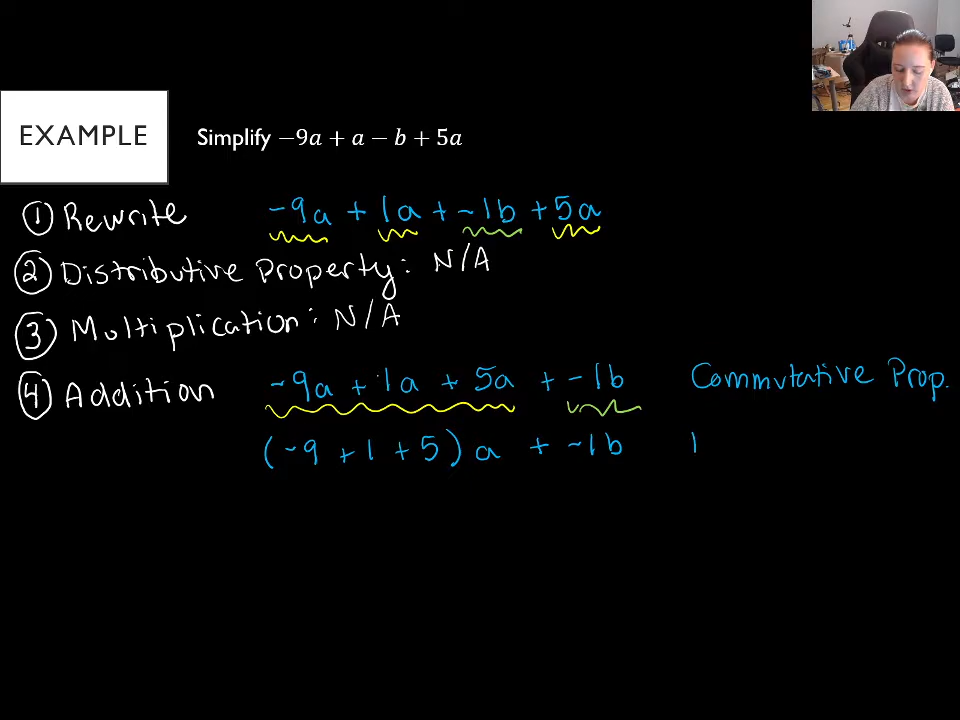 EXAMPLE
Simplify −9a + a − b + 5a
① Rewrite -9a + 1a + -1b + 5a
② Distributive Property: N/A
③ Multiplication: N/A
④ Addition -9a + 1a + 5a + -1b Commutative Prop.
(-9 + 1 + 5)a + -1b